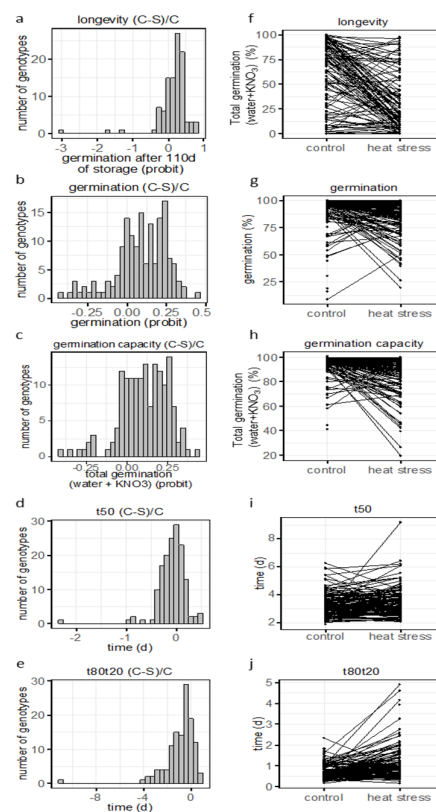 a
longevity (C-S)/C
number of genotypes
20
10
0
-3
-2
-1
0
1
germination after 110d
of storage (probit)
b
germination (C-S)/C
number of genotypes
15
10
5
0
-0.25
0.00
0.25
0.5
germination (probit)
c
germination capacity (C-S)/C
number of genotypes
10
5
0
-0.25
0.00
0.25
total germination
(water + KNO3) (probit)
d
t50 (C-S)/C
number of genotypes
30
20
10
0
-2
-1
0
time (d)
e
t80t20 (C-S)/C
number of genotypes
30
20
10
0
-8
-4
0
time (d)
f
longevity
Total germination
(water+KNO3) (%)
100
75
50
25
0
control
heat stress
g
germination
germination (%)
100
75
50
25
control
heat stress
h
germination capacity
Total germination
(water+KNO3) (%)
100
80
60
40
20
control
heat stress
i
t50
time (d)
8
6
4
2
control
heat stress
j
t80t20
time (d)
5
4
3
2
1
0
control
heat stress